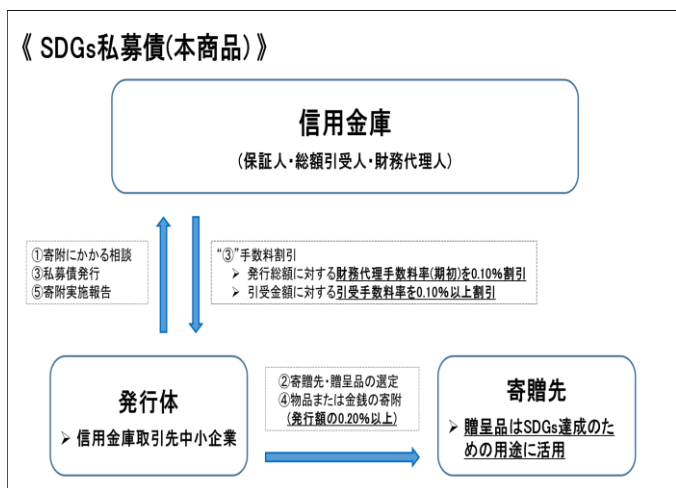 《 SDGs私募債(本商品) 》
信用金庫
(保証人・総額引受人・財務代理人)
①寄附にかかる相談
③私募債発行
⑤寄附実施報告
“③”手数料割引
➢ 発行総額に対する財務代理手数料率(期初)を0.10%割引
➢ 引受金額に対する引受手数料率を0.10%以上割引
発行体
➢ 信用金庫取引先中小企業
②寄贈先・贈呈品の選定
④物品または金銭の寄附
(発行額の0.20%以上)
寄贈先
➢ 贈呈品はSDGs達成のた
めの用途に活用